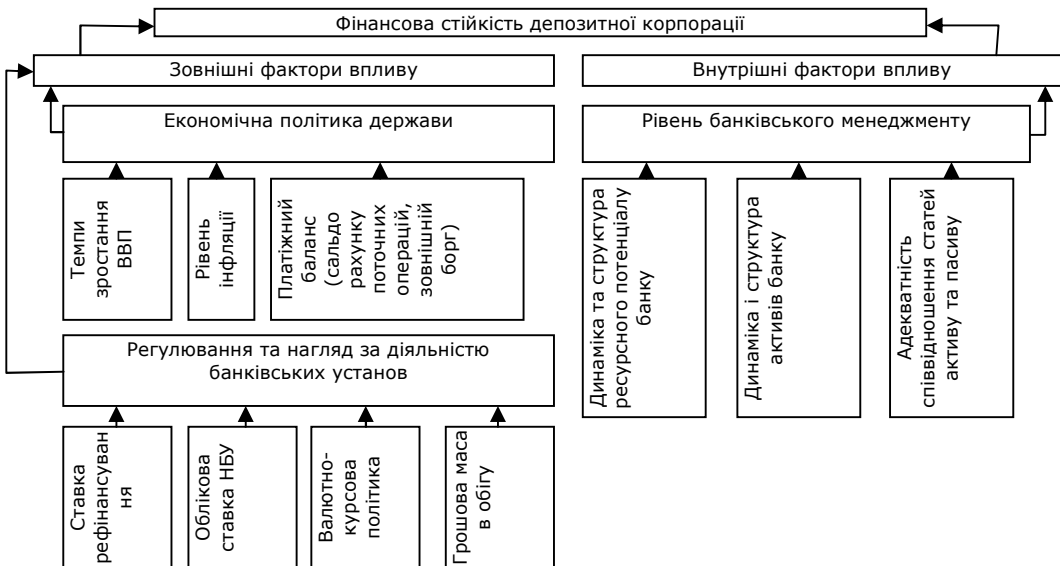 Фінансова стійкість депозитної корпорації
Зовнішні фактори впливу
Внутрішні фактори впливу
Економічна політика держави
Рівень банківського менеджменту
Темпи
зростання
ВВП
Рівень
інфляції
Платіжний
баланс
(сальдо
рахунку
поточних
операцій,
зовнішній
борг)
Динаміка та структура
ресурсного потенціалу
банку
Динаміка і структура
активів банку
Адекватність
співвідношення статей
активу та пасиву
Регулювання та нагляд за діяльністю
банківських установ
Ставка
рефінансуван
ня
Облікова
ставка НБУ
Валютно-
курсова
політика
Грошова маса
в обігу